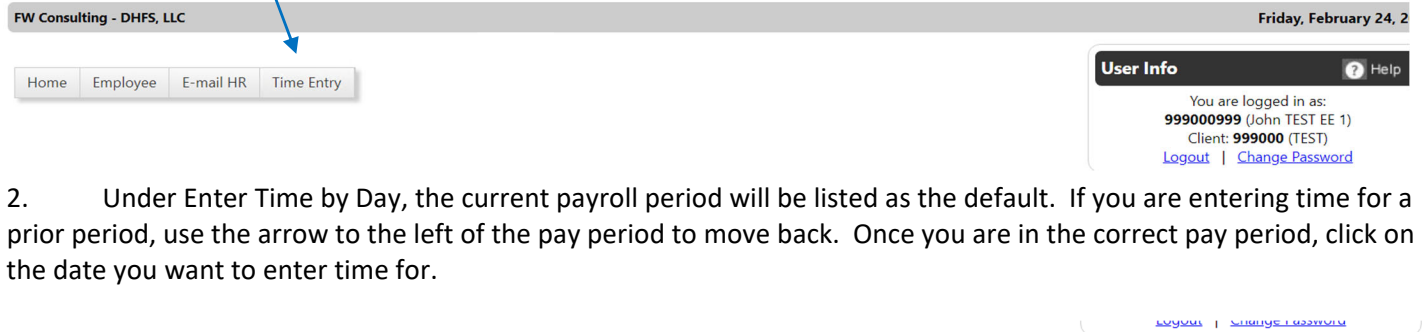 FW Consulting - DHFS, LLC Friday, February 24, 2
Home Employee E-mail HR Time Entry
User Info ? Help
You are logged in as:
999000999 (John TEST EE 1)
Client: 999000 (TEST)
Logout | Change Password
2. Under Enter Time by Day, the current payroll period will be listed as the default. If you are entering time for a
prior period, use the arrow to the left of the pay period to move back. Once you are in the correct pay period, click on
the date you want to enter time for.
Logout | Change Password